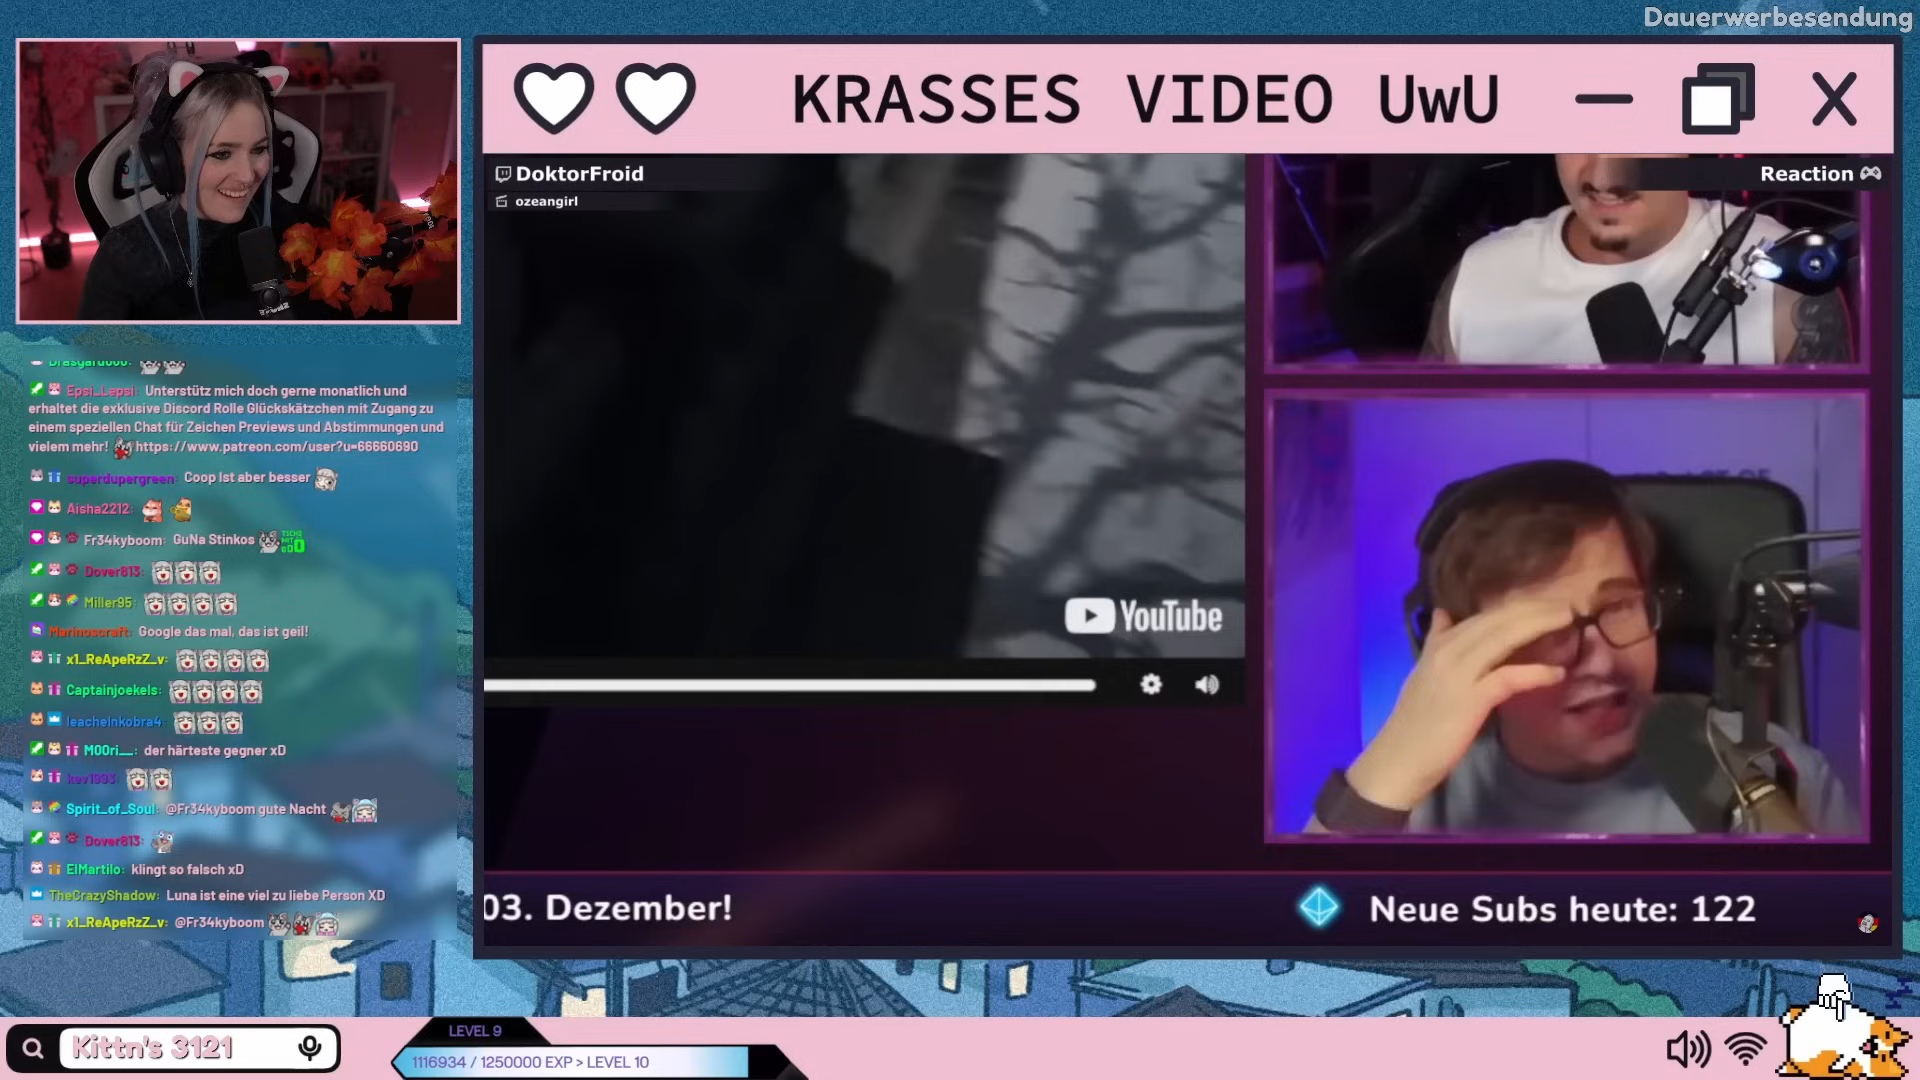 Dauerwerbesendung
KRASSES VIDEO UwU
DoktorFroid
ozeangirl
Reaction
YouTube
03. Dezember!
Neue Subs heute: 122
Epsi_Lepsi: Unterstütz mich doch gerne monatlich und
erhaltet die exklusive Discord Rolle Glückskätzchen mit Zugang zu
einem speziellen Chat für Zeichen Previews und Abstimmungen und
vielem mehr! https://www.patreon.com/user?u=66660690
superdupergreen: Coop ist aber besser
Aisha2212:
Fr34kyboom: GuNa Stinkos
Dover813:
Miller95:
Marinoscraft: Google das mal, das ist geil!
x1_ReApeRzZ_v:
Captainjoekels:
leacheInkobra4:
M00ri__: der härteste gegner xD
kev1993:
Spirit_of_Soul: @Fr34kyboom gute Nacht
Dover813:
ElMartilo: klingt so falsch xD
TheCrazyShadow: Luna ist eine viel zu liebe Person XD
x1_ReApeRzZ_v: @Fr34kyboom
Kittn's 3121
LEVEL 9
1116934 / 1250000 EXP > LEVEL 10